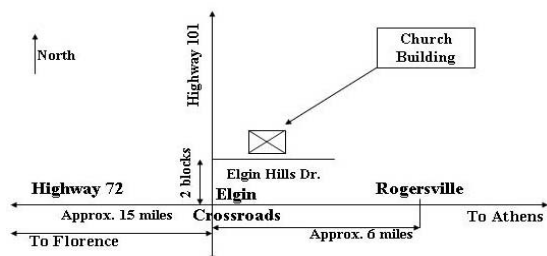 North
Highway 101
Church
Building
2 blocks
Elgin Hills Dr.
Highway 72
Elgin
Rogersville
Approx. 15 miles
Crossroads
To Athens
To Florence
Approx. 6 miles